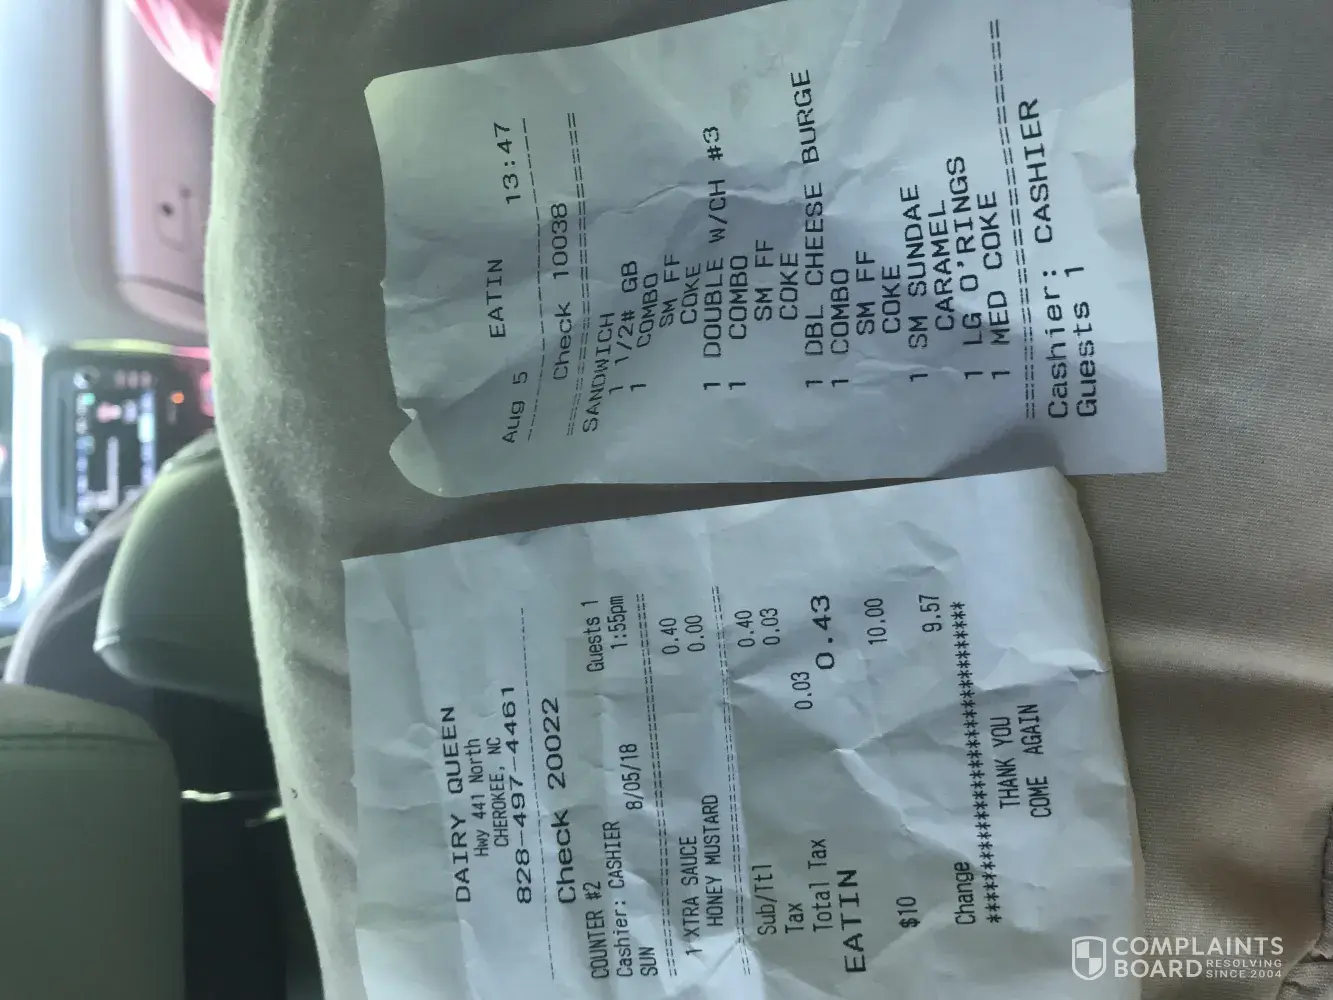 Aug 5 EATIN 13:47
Check 10038
SANDWICH
1 1/2# GB
1 COMBO
SM FF
COKE
1 DOUBLE W/CH #3
1 COMBO
SM FF
COKE
1 DBL CHEESE BURGE
1 COMBO
SM FF
COKE
1 SM SUNDAE
CARAMEL
1 LG O'RINGS
1 MED COKE
Cashier: CASHIER
Guests 1
DAIRY QUEEN
Hwy 441 North
CHEROKEE, NC
828-497-4461
Check 20022
COUNTER #2 Guests 1
Cashier: CASHIER
SUN 8/05/18 1:55pm
1 XTRA SAUCE 0.40
HONEY MUSTARD 0.00
Sub/Ttl 0.40
Tax 0.03
Total Tax 0.03
EATIN 0.43
$10 10.00
Change 9.57
**********************************
THANK YOU
COME AGAIN
COMPLAINTS
BOARD RESOLVING SINCE 2004